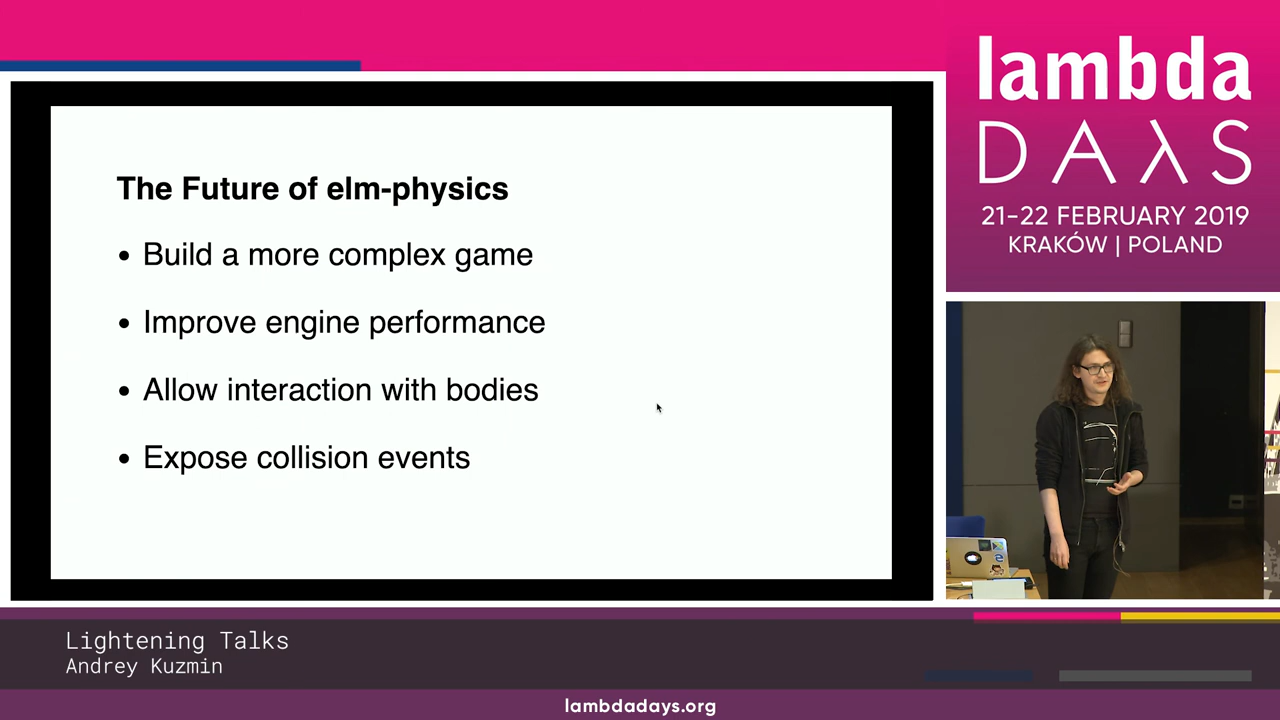 The Future of elm-physics
• Build a more complex game
• Improve engine performance
• Allow interaction with bodies
• Expose collision events
lambda
DAλS
21–22 FEBRUARY 2019
KRAKÓW | POLAND
Lightening Talks
Andrey Kuzmin
lambdadays.org